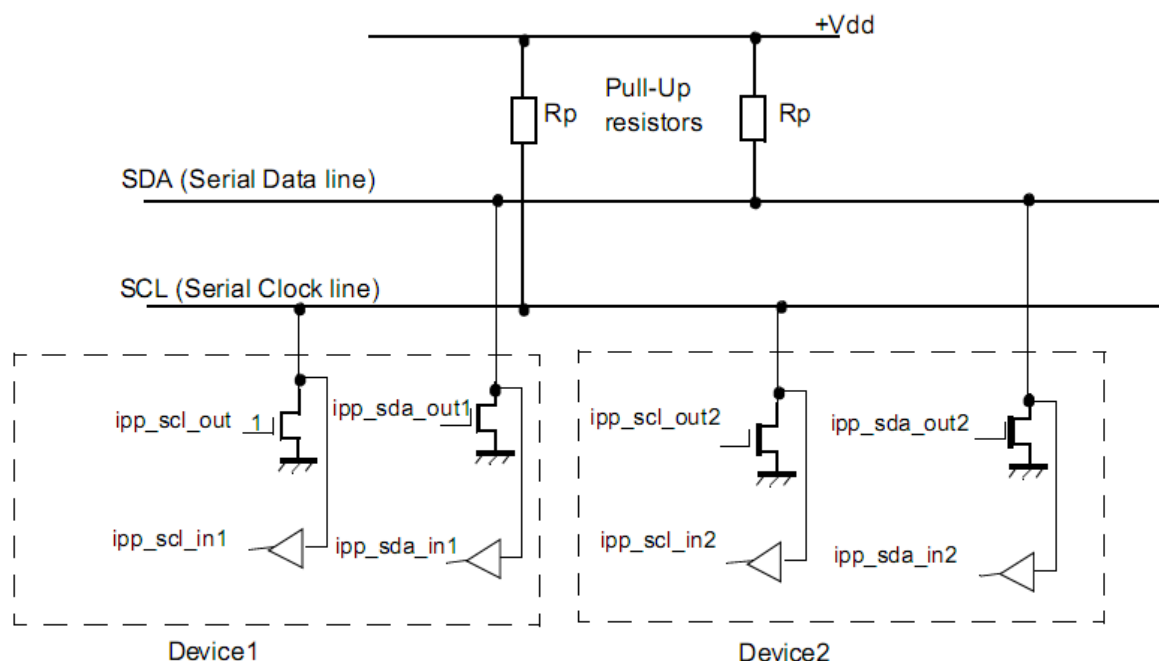 +Vdd
Pull-Up
resistors
Rp
Rp
SDA (Serial Data line)
SCL (Serial Clock line)
ipp_scl_out 1
ipp_sda_out1
ipp_scl_out2
ipp_sda_out2
ipp_scl_in1
ipp_sda_in1
ipp_scl_in2
ipp_sda_in2
Device1
Device2